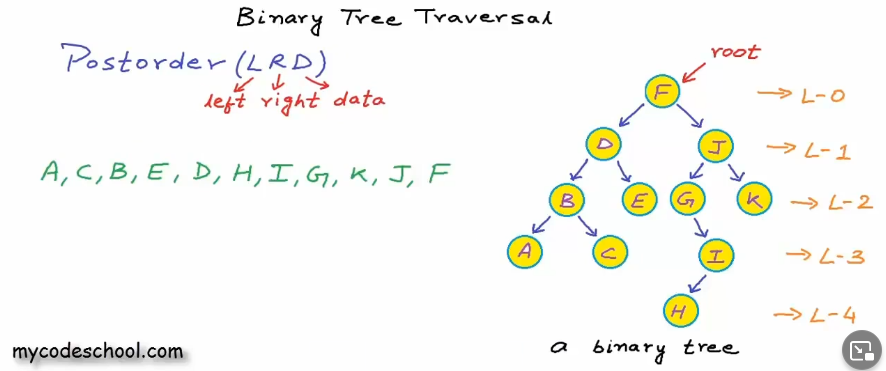 Binary Tree Traversal
Postorder (LRD)
root
left right data
F → L-0
D J → L-1
A, C, B, E, D, H, I, G, K, J, F
B E G K → L-2
A C I → L-3
H → L-4
a binary tree
mycodeschool.com